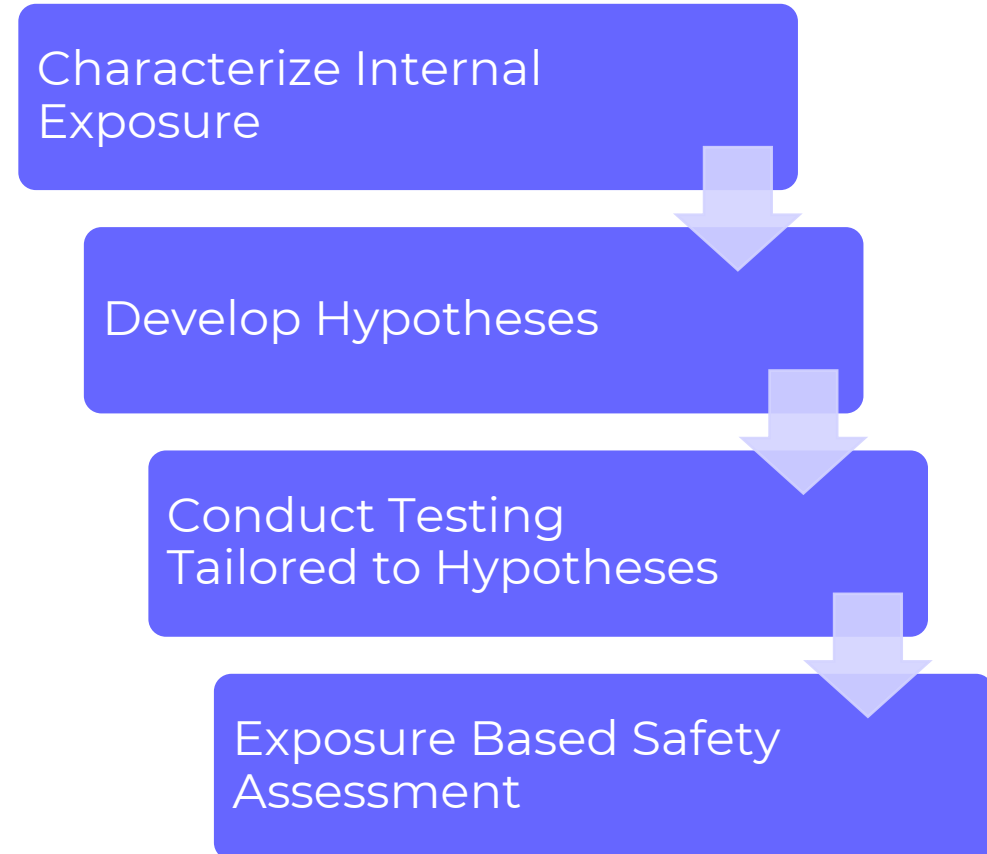 Characterize Internal
Exposure
Develop Hypotheses
Conduct Testing
Tailored to Hypotheses
Exposure Based Safety
Assessment